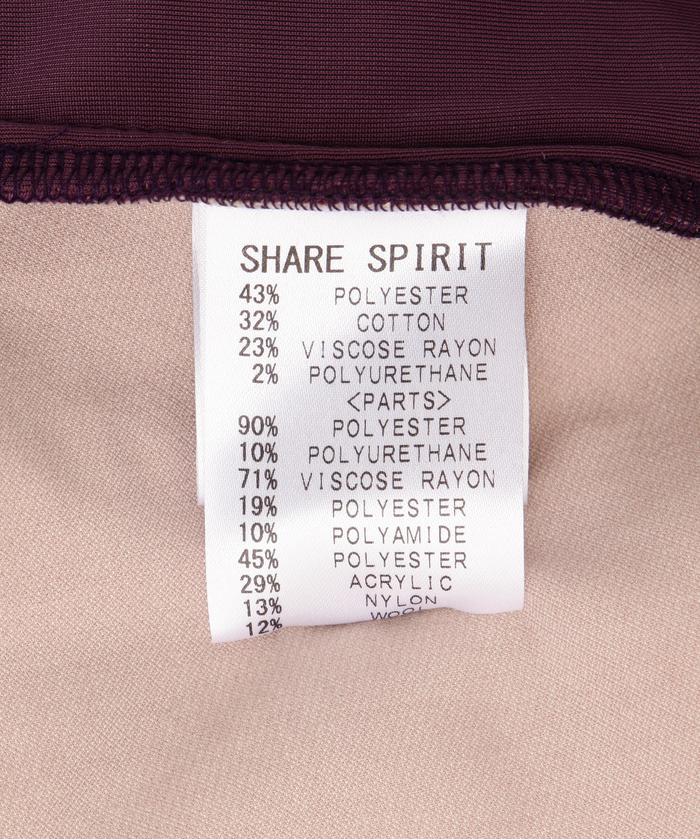 SHARE SPIRIT
43% POLYESTER
32% COTTON
23% VISCOSE RAYON
2% POLYURETHANE
<PARTS>
90% POLYESTER
10% POLYURETHANE
71% VISCOSE RAYON
19% POLYESTER
10% POLYAMIDE
45% POLYESTER
29% ACRYLIC
13% NYLON
12% WOOL